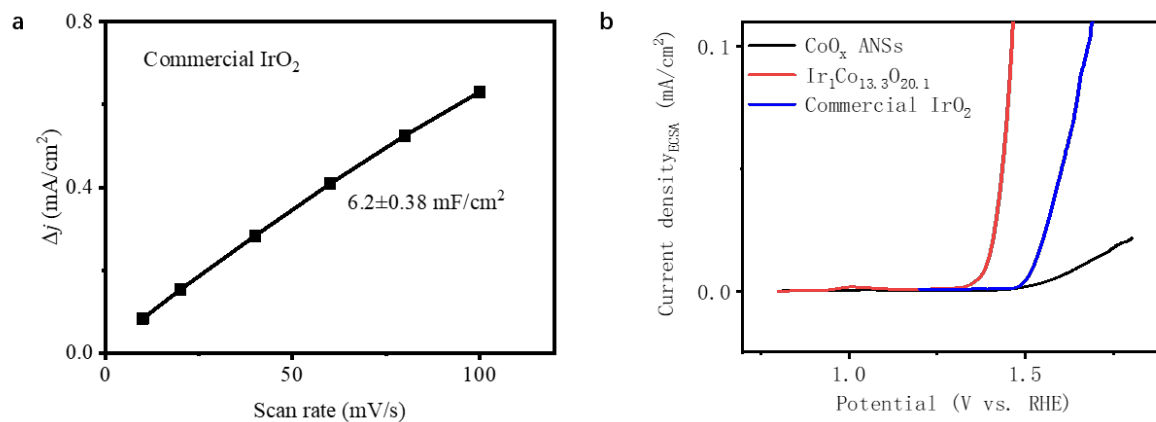 a
Commercial IrO₂
6.2±0.38 mF/cm²
Δj (mA/cm²)
0.8
0.4
0.0
0 50 100
Scan rate (mV/s)
b
CoOₓ ANSs
Ir₁Co₁₃.₃O₂₀.₁
Commercial IrO₂
Current density_ECSA (mA/cm²)
0.1
0.0
1.0 1.5
Potential (V vs. RHE)